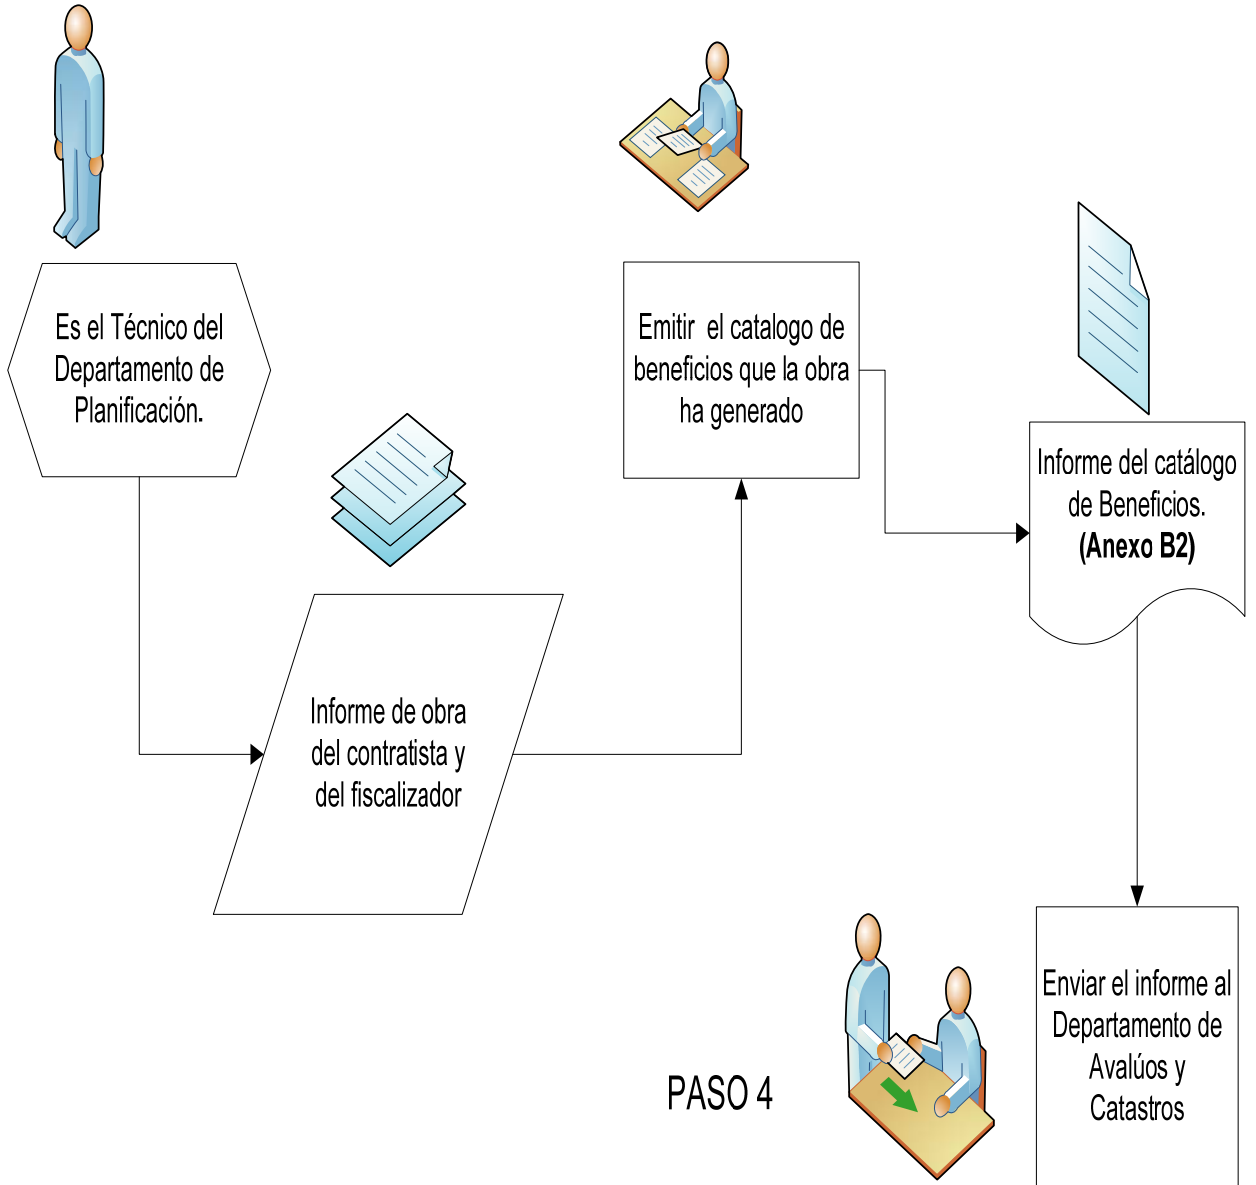 Es el Técnico del
Departamento de
Planificación.
Informe de obra
del contratista y
del fiscalizador
Emitir el catalogo de
beneficios que la obra
ha generado
Informe del catálogo
de Beneficios.
(Anexo B2)
Enviar el informe al
Departamento de
Avalúos y
Catastros
PASO 4